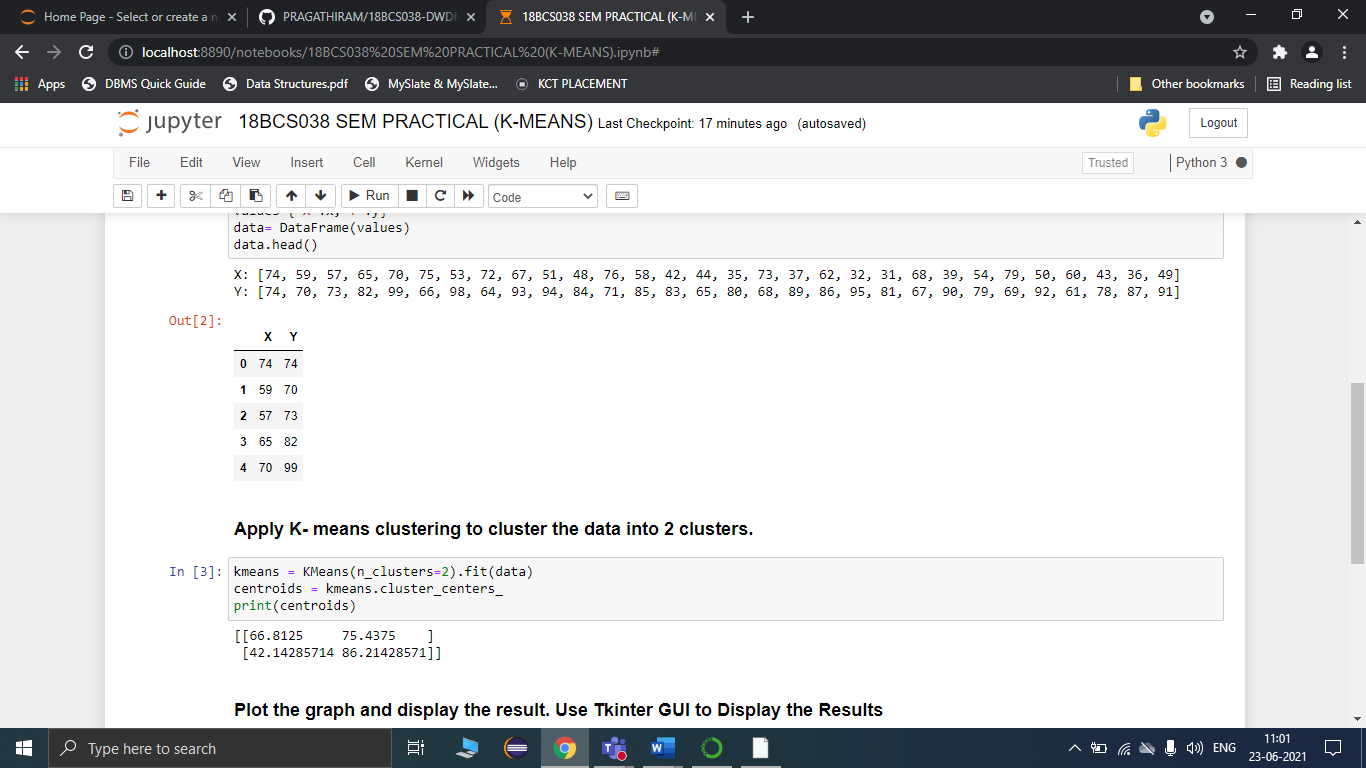 Home Page - Select or create a n
PRAGATHIRAM/18BCS038-DWD
18BCS038 SEM PRACTICAL (K-ME
localhost:8890/notebooks/18BCS038%20SEM%20PRACTICAL%20(K-MEANS).ipynb#
Apps
DBMS Quick Guide
Data Structures.pdf
MySlate & MySlate...
KCT PLACEMENT
Other bookmarks
Reading list
jupyter 18BCS038 SEM PRACTICAL (K-MEANS) Last Checkpoint: 17 minutes ago (autosaved)
Logout
File Edit View Insert Cell Kernel Widgets Help
Trusted
Python 3
Run
Code
data= DataFrame(values)
data.head()
X: [74, 59, 57, 65, 70, 75, 53, 72, 67, 51, 48, 76, 58, 42, 44, 35, 73, 37, 62, 32, 31, 68, 39, 54, 79, 50, 60, 43, 36, 49]
Y: [74, 70, 73, 82, 99, 66, 98, 64, 93, 94, 84, 71, 85, 83, 65, 80, 68, 89, 86, 95, 81, 67, 90, 79, 69, 92, 61, 78, 87, 91]
Out[2]:
X Y
0 74 74
1 59 70
2 57 73
3 65 82
4 70 99
Apply K- means clustering to cluster the data into 2 clusters.
In [3]: kmeans = KMeans(n_clusters=2).fit(data)
centroids = kmeans.cluster_centers_
print(centroids)
[[66.8125 75.4375 ]
[42.14285714 86.21428571]]
Plot the graph and display the result. Use Tkinter GUI to Display the Results
Type here to search
ENG
11:01
23-06-2021